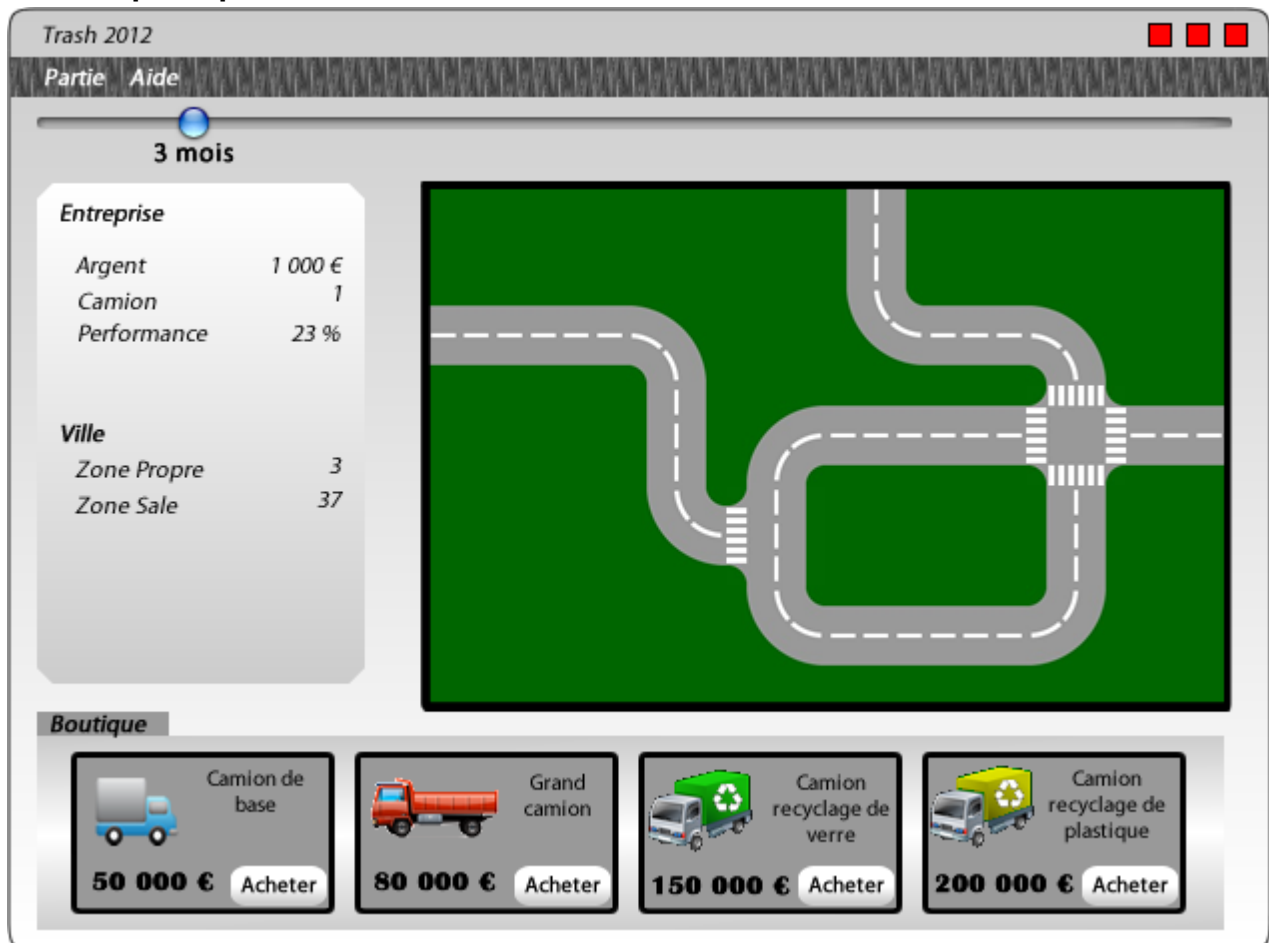 Trash 2012
Partie Aide
3 mois
Entreprise
Argent 1 000 €
Camion 1
Performance 23 %
Ville
Zone Propre 3
Zone Sale 37
Boutique
Camion de
base
50 000 € Acheter
Grand
camion
80 000 € Acheter
Camion
recyclage de
verre
150 000 € Acheter
Camion
recyclage de
plastique
200 000 € Acheter